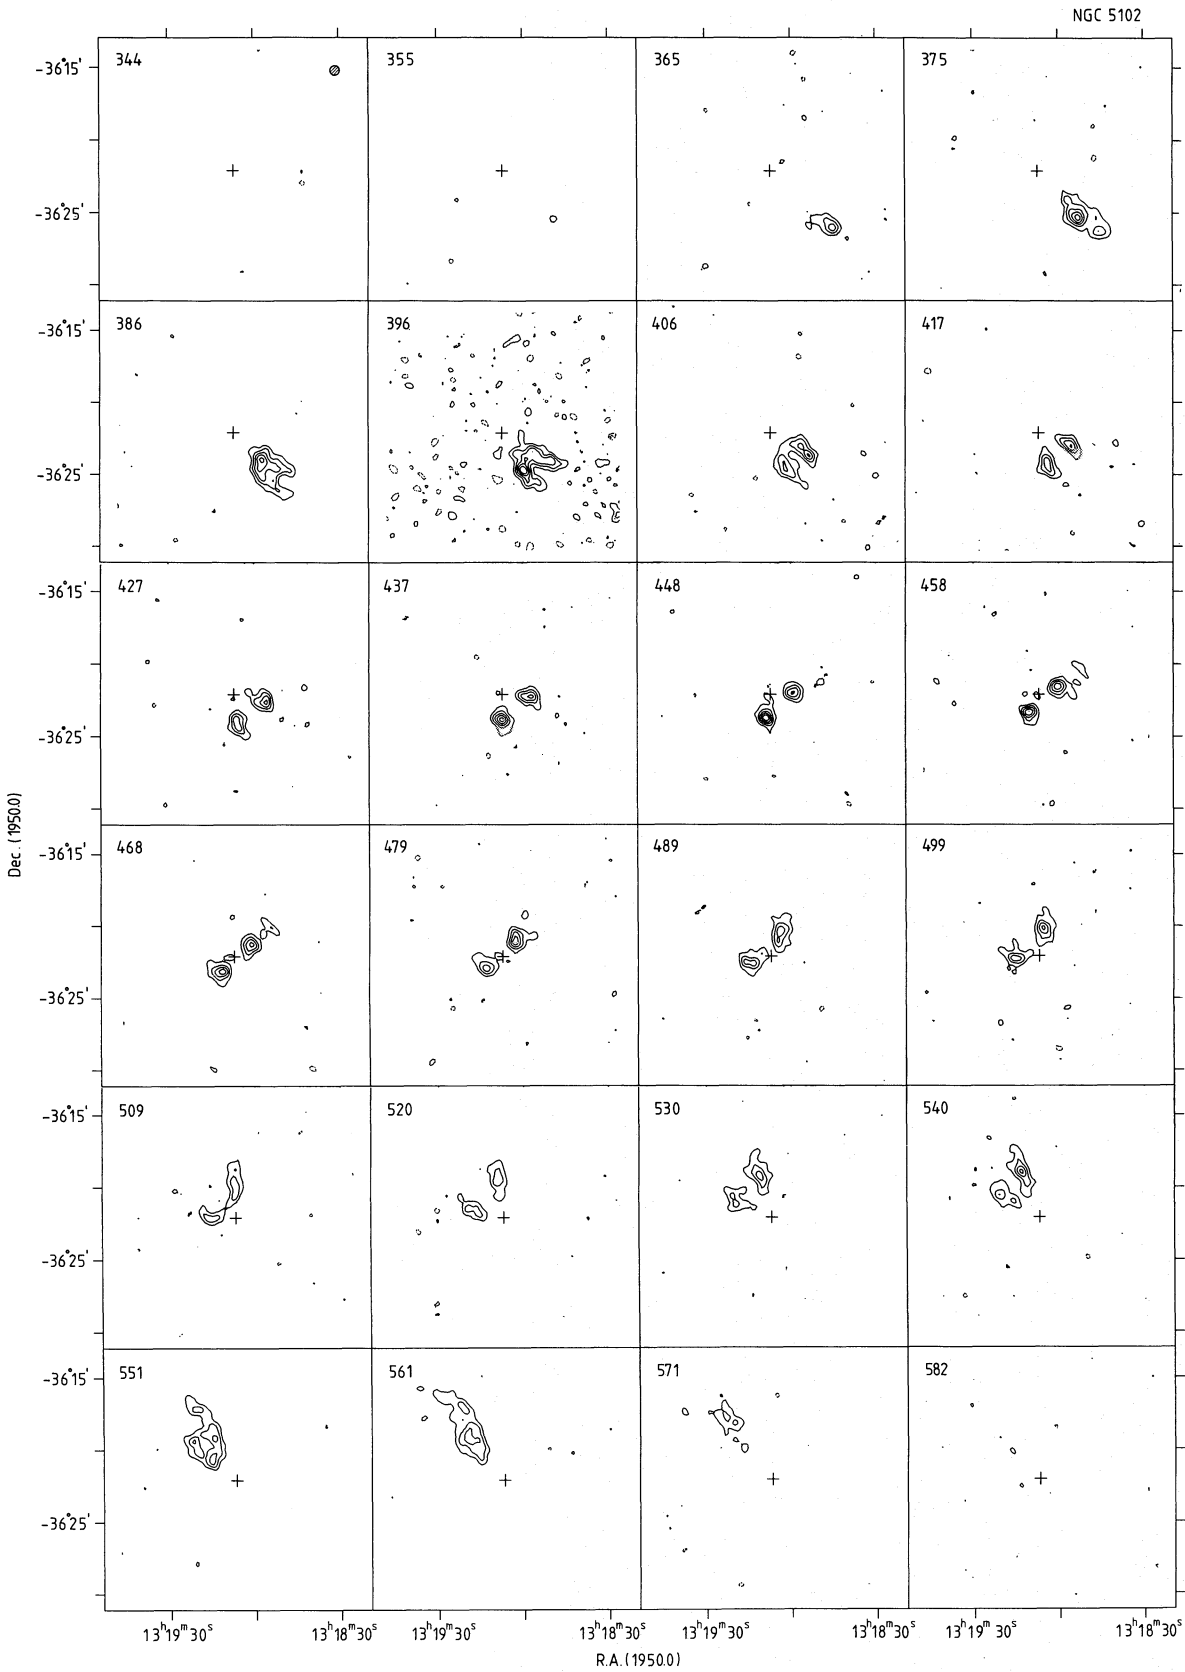 NGC 5102
344 355 365 375
-36°15'
-36°25'
386 396 406 417
-36°15'
-36°25'
427 437 448 458
-36°15'
-36°25'
Dec. (1950.0)
468 479 489 499
-36°15'
-36°25'
509 520 530 540
-36°15'
-36°25'
551 561 571 582
-36°15'
-36°25'
13h19m30s 13h18m30s 13h19m30s 13h18m30s 13h19m30s 13h18m30s 13h19m30s 13h18m30s
R.A. (1950.0)